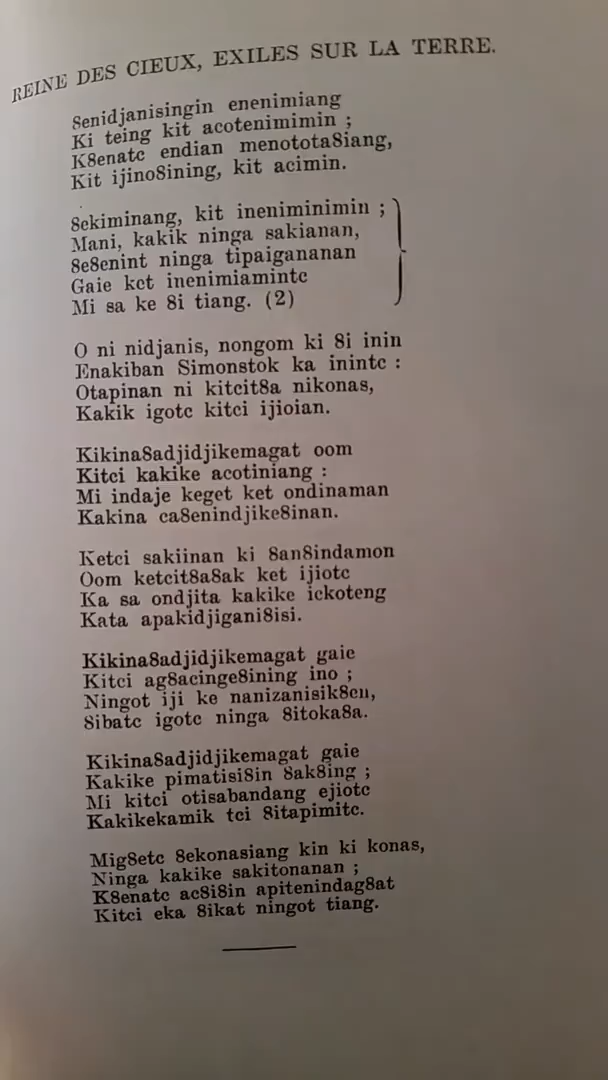 REINE DES CIEUX, EXILES SUR LA TERRE.
8enidjanisingin enenimiang
Ki teing kit acotenimimin ;
K8enatc endian menotota8iang,
Kit ijino8ining, kit acimin.
8ekiminang, kit ineniminimin ;
Mani, kakik ninga sakianan,
8e8enint ninga tipaigananan
Gaie ket inenimiamintc
Mi sa ke 8i tiang. (2)
O ni nidjanis, nongom ki 8i inin
Enakiban Simonstok ka inintc :
Otapinan ni kitcit8a nikonas,
Kakik igotc kitci ijioian.
Kikina8adjidjikemagat oom
Kitci kakike acotiniang :
Mi indaje keget ket ondinaman
Kakina ca8enindjike8inan.
Ketci sakiinan ki 8an8indamon
Oom ketcit8a8ak ket ijiotc
Ka sa ondjita kakike ickoteng
Kata apakidjigani8isi.
Kikina8adjidjikemagat gaie
Kitci ag8acinge8ining ino ;
Ningot iji ke nanizanisik8en,
8ibatc igotc ninga 8itoka8a.
Kikina8adjidjikemagat gaie
Kakike pimatisi8in 8ak8ing ;
Mi kitci otisabandang ejiotc
Kakikekamik tci 8itapimitc.
Mig8etc 8ekonasiang kin ki konas,
Ninga kakike sakitonanan ;
K8enatc ac8i8in apitenindag8at
Kitci eka 8ikat ningot tiang.